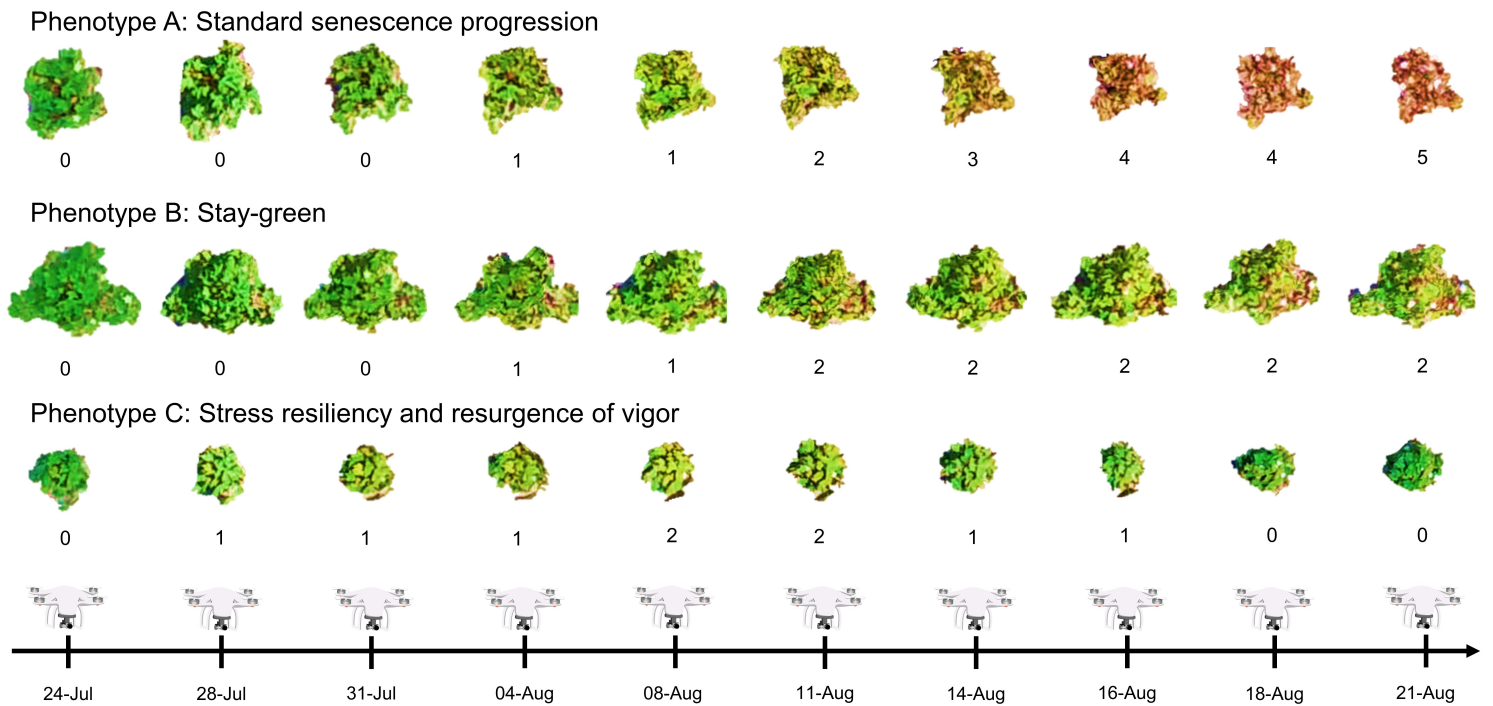 Phenotype A: Standard senescence progression
0 0 0 1 1 2 3 4 4 5
Phenotype B: Stay-green
0 0 0 1 1 2 2 2 2 2
Phenotype C: Stress resiliency and resurgence of vigor
0 1 1 1 2 2 1 1 0 0
24-Jul 28-Jul 31-Jul 04-Aug 08-Aug 11-Aug 14-Aug 16-Aug 18-Aug 21-Aug